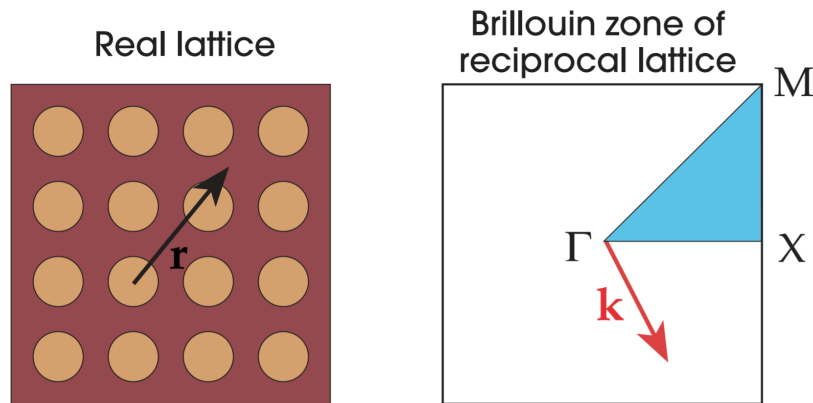 Real lattice
r
Brillouin zone of
reciprocal lattice
M
Γ
X
k